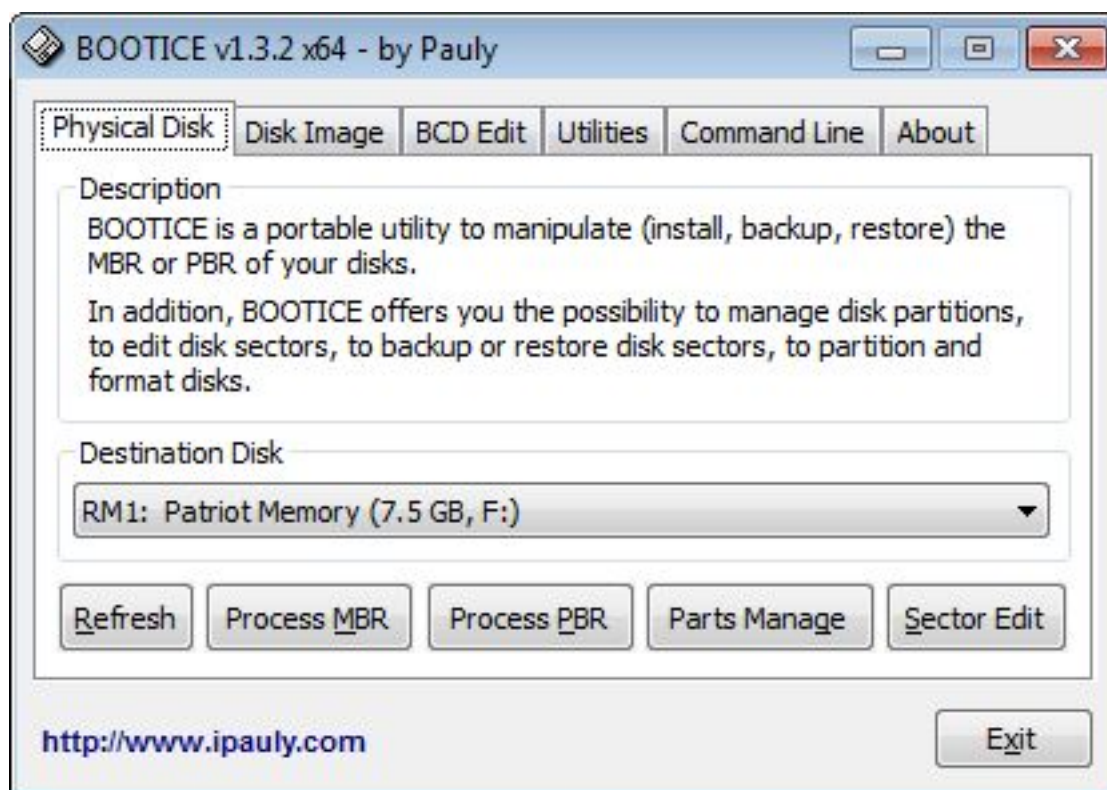 BOOTICE v1.3.2 x64 - by Pauly
Physical Disk Disk Image BCD Edit Utilities Command Line About
Description
BOOTICE is a portable utility to manipulate (install, backup, restore) the
MBR or PBR of your disks.
In addition, BOOTICE offers you the possibility to manage disk partitions,
to edit disk sectors, to backup or restore disk sectors, to partition and
format disks.
Destination Disk
RM1: Patriot Memory (7.5 GB, F:)
Refresh Process MBR Process PBR Parts Manage Sector Edit
http://www.ipauly.com Exit